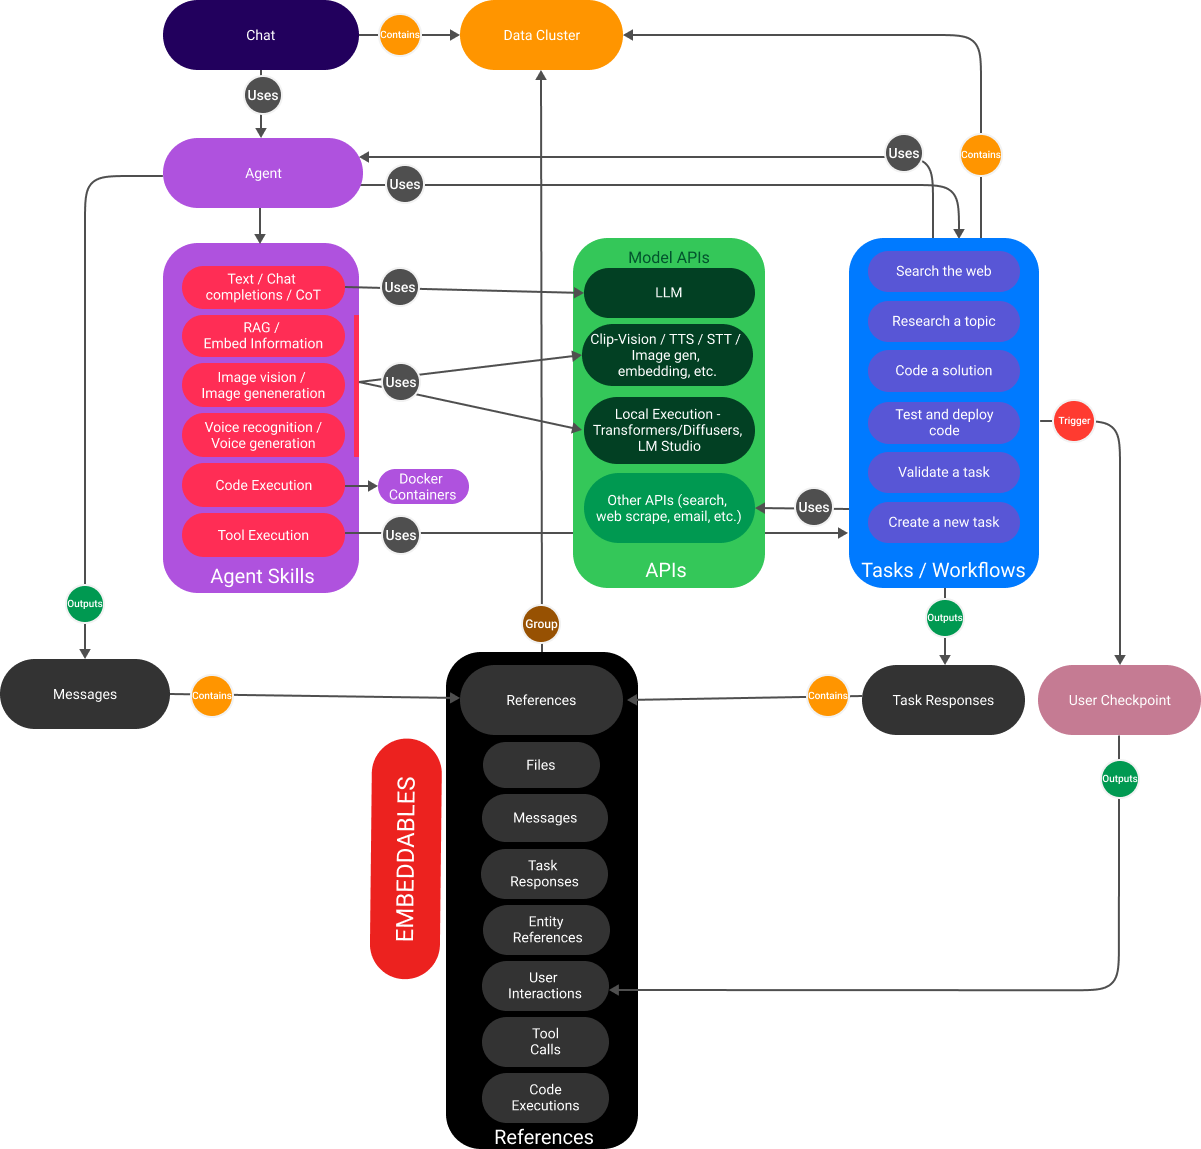 Chat
Contains
Data Cluster
Uses
Contains
Agent
Uses
Uses
Text / Chat
completions / CoT
RAG /
Embed Information
Image vision /
Image geneneration
Voice recognition /
Voice generation
Code Execution
Tool Execution
Agent Skills
Uses
Uses
Docker
Containers
Uses
Model APIs
LLM
Clip-Vision / TTS / STT /
Image gen,
embedding, etc.
Local Execution -
Transformers/Diffusers,
LM Studio
Other APIs (search,
web scrape, email, etc.)
APIs
Uses
Search the web
Research a topic
Code a solution
Test and deploy
code
Validate a task
Create a new task
Tasks / Workflows
Trigger
Outputs
Group
Outputs
Messages
Contains
References
Contains
Task Responses
User Checkpoint
Outputs
EMBEDDABLES
Files
Messages
Task
Responses
Entity
References
User
Interactions
Tool
Calls
Code
Executions
References